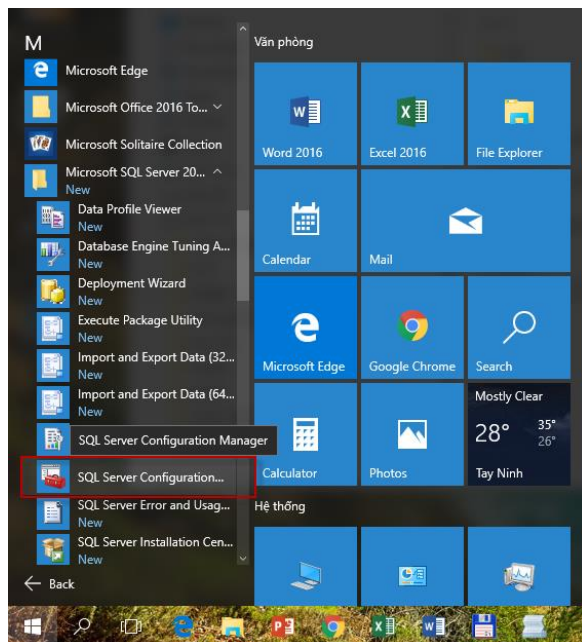 M
Microsoft Edge
Microsoft Office 2016 To...
Microsoft Solitaire Collection
Microsoft SQL Server 20...
New
Data Profile Viewer
New
Database Engine Tuning A...
New
Deployment Wizard
New
Execute Package Utility
New
Import and Export Data (32...
New
Import and Export Data (64...
New
SQL Server Configuration Manager
SQL Server Configuration...
SQL Server Error and Usag...
New
SQL Server Installation Cen...
New
Back
Văn phòng
Word 2016
Excel 2016
File Explorer
Calendar
Mail
Microsoft Edge
Google Chrome
Search
Calculator
Photos
Mostly Clear
28° 35°
26°
Tay Ninh
Hệ thống